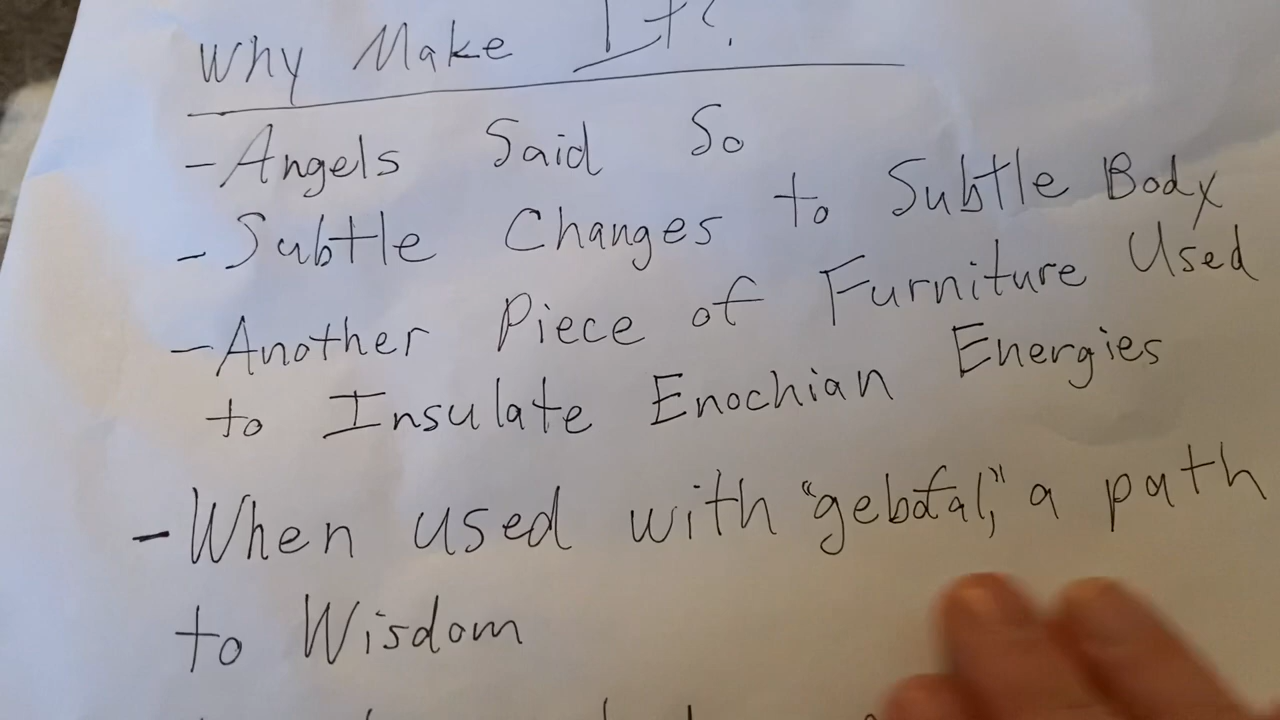 Why Make It?
- Angels Said So
- Subtle Changes to Subtle Body
- Another Piece of Furniture Used
to Insulate Enochian Energies
- When used with "gebofal," a path
to Wisdom